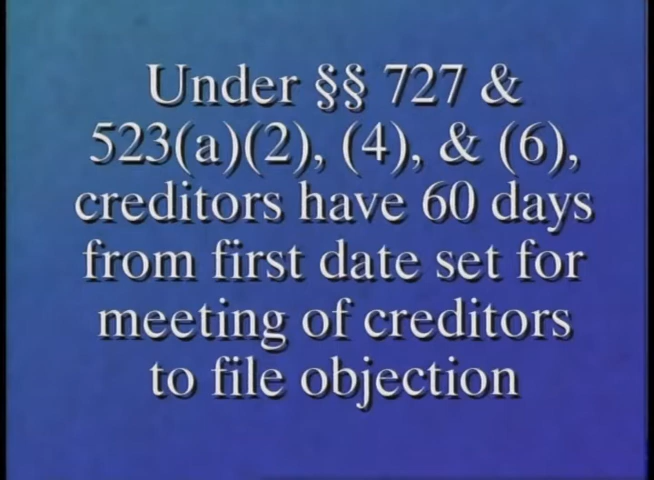 Under §§ 727 &
523(a)(2), (4), & (6),
creditors have 60 days
from first date set for
meeting of creditors
to file objection